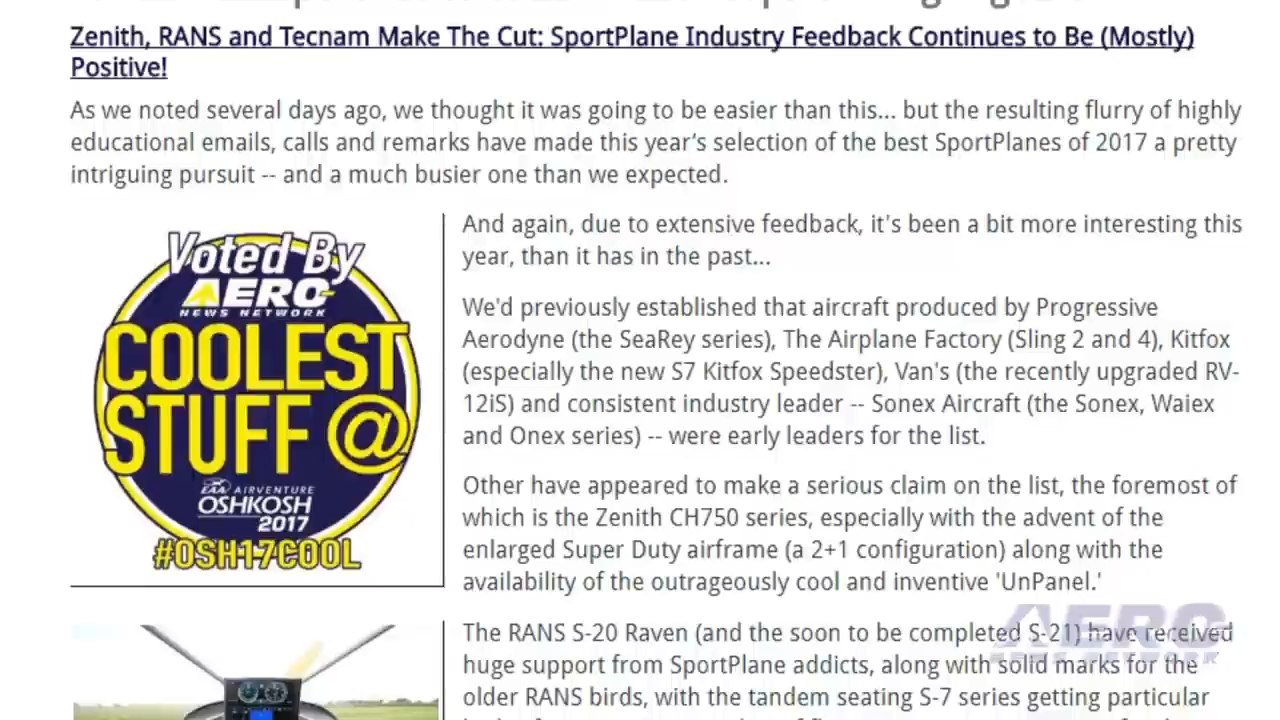 Zenith, RANS and Tecnam Make The Cut: SportPlane Industry Feedback Continues to Be (Mostly)
Positive!
As we noted several days ago, we thought it was going to be easier than this... but the resulting flurry of highly
educational emails, calls and remarks have made this year's selection of the best SportPlanes of 2017 a pretty
intriguing pursuit -- and a much busier one than we expected.
Voted By
AERO
NEWS NETWORK
COOLEST
STUFF @
EAA AIRVENTURE
OSHKOSH
2017
#OSH17COOL
And again, due to extensive feedback, it's been a bit more interesting this
year, than it has in the past...
We'd previously established that aircraft produced by Progressive
Aerodyne (the SeaRey series), The Airplane Factory (Sling 2 and 4), Kitfox
(especially the new S7 Kitfox Speedster), Van's (the recently upgraded RV-
12iS) and consistent industry leader -- Sonex Aircraft (the Sonex, Waiex
and Onex series) -- were early leaders for the list.
Other have appeared to make a serious claim on the list, the foremost of
which is the Zenith CH750 series, especially with the advent of the
enlarged Super Duty airframe (a 2+1 configuration) along with the
availability of the outrageously cool and inventive 'UnPanel.'
The RANS S-20 Raven (and the soon to be completed S-21) have received
huge support from SportPlane addicts, along with solid marks for the
older RANS birds, with the tandem seating S-7 series getting particular
AERO